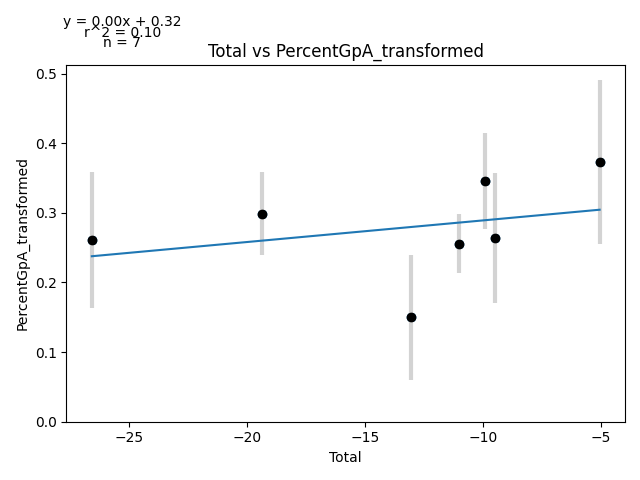 y = 0.00x + 0.32
r^2 = 0.10
n = 7
Total vs PercentGpA_transformed
PercentGpA_transformed
0.5
0.4
0.3
0.2
0.1
0.0
−25
−20
−15
−10
−5
Total